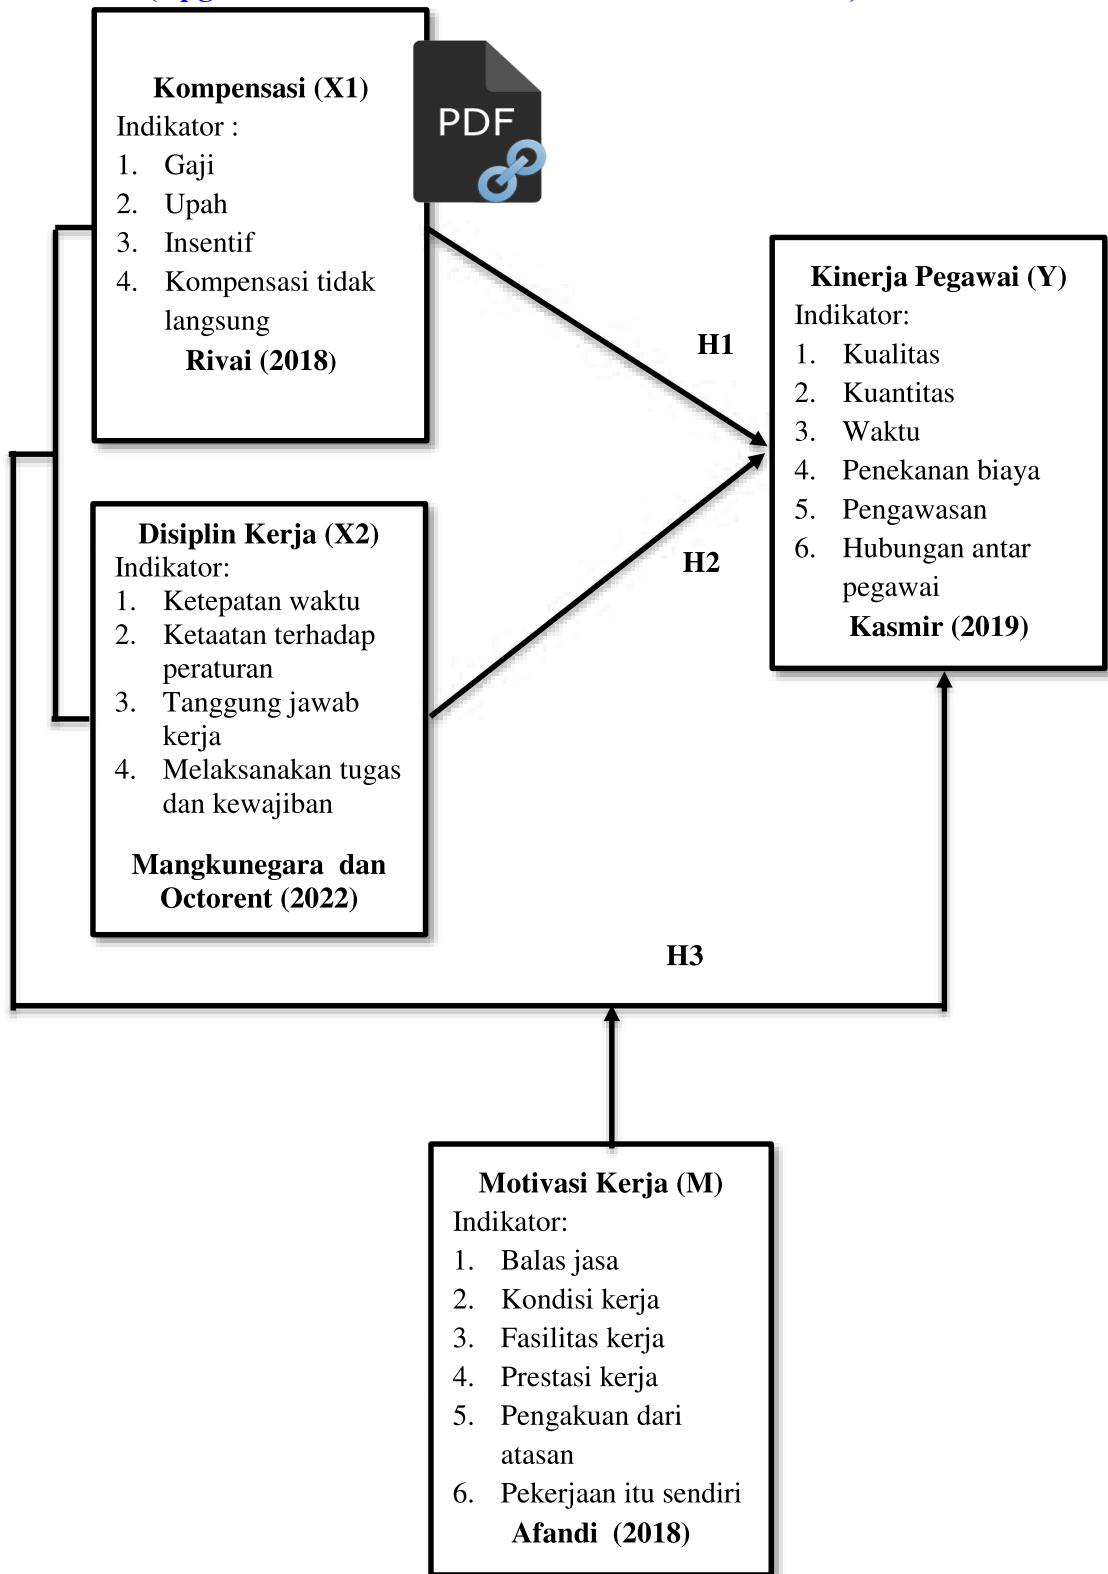 Kompensasi (X1)
Indikator :
1. Gaji
2. Upah
3. Insentif
4. Kompensasi tidak
langsung
Rivai (2018)
PDF
H1
Kinerja Pegawai (Y)
Indikator:
1. Kualitas
2. Kuantitas
3. Waktu
4. Penekanan biaya
5. Pengawasan
6. Hubungan antar
pegawai
Kasmir (2019)
H2
Disiplin Kerja (X2)
Indikator:
1. Ketepatan waktu
2. Ketaatan terhadap
peraturan
3. Tanggung jawab
kerja
4. Melaksanakan tugas
dan kewajiban
Mangkunegara  dan
Octorent (2022)
H3
Motivasi Kerja (M)
Indikator:
1. Balas jasa
2. Kondisi kerja
3. Fasilitas kerja
4. Prestasi kerja
5. Pengakuan dari
atasan
6. Pekerjaan itu sendiri
Afandi  (2018)